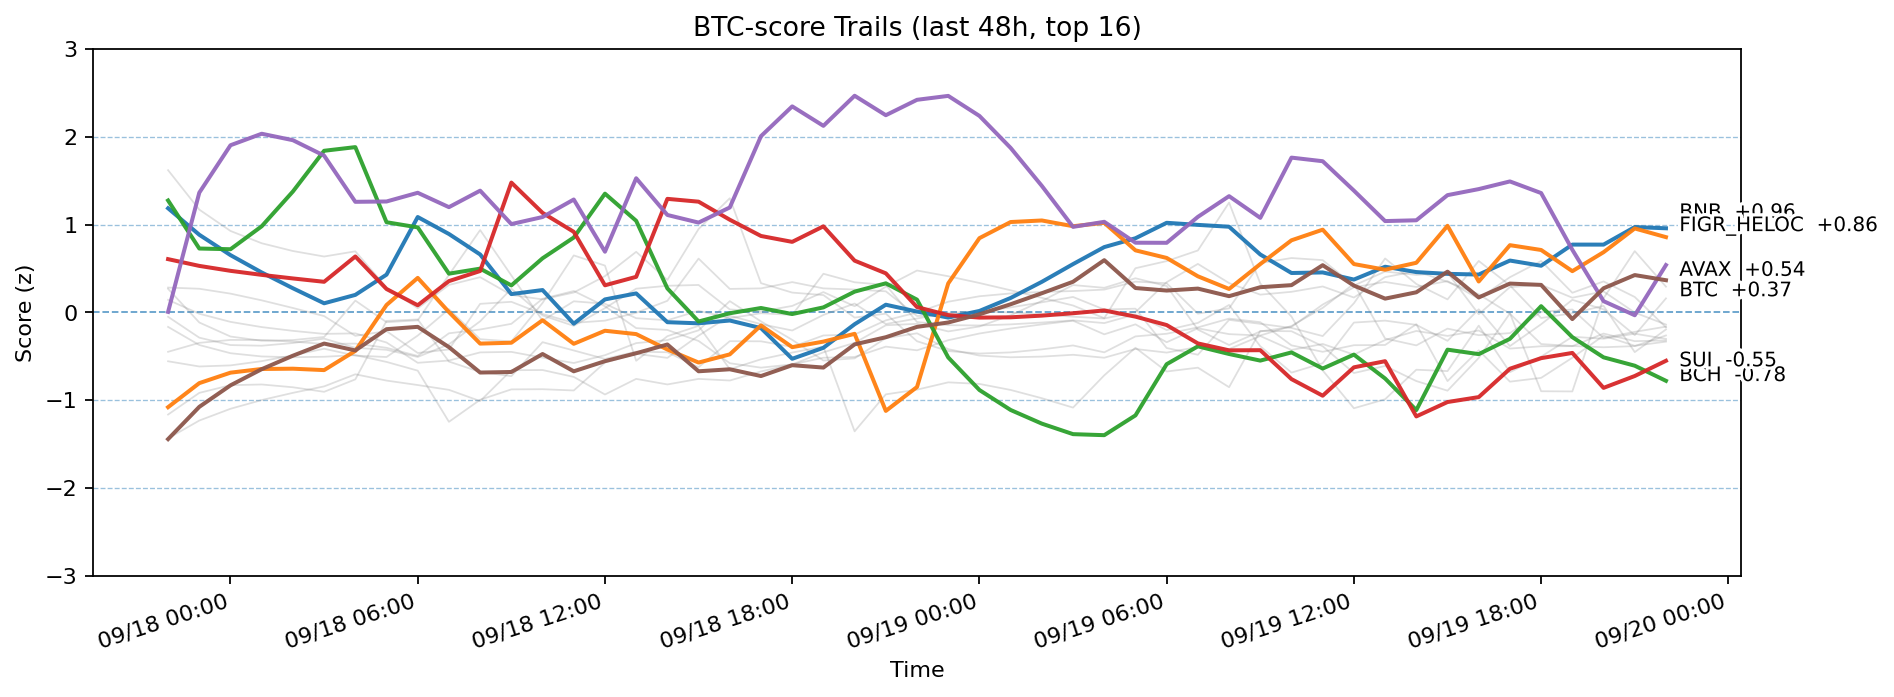 BTC-score Trails (last 48h, top 16)
Score (z)
3
2
1
0
−1
−2
−3
BNB +0.96
FIGR_HELOC +0.86
AVAX +0.54
BTC +0.37
SUI -0.55
BCH -0.78
09/18 00:00
09/18 06:00
09/18 12:00
09/18 18:00
09/19 00:00
09/19 06:00
09/19 12:00
09/19 18:00
09/20 00:00
Time